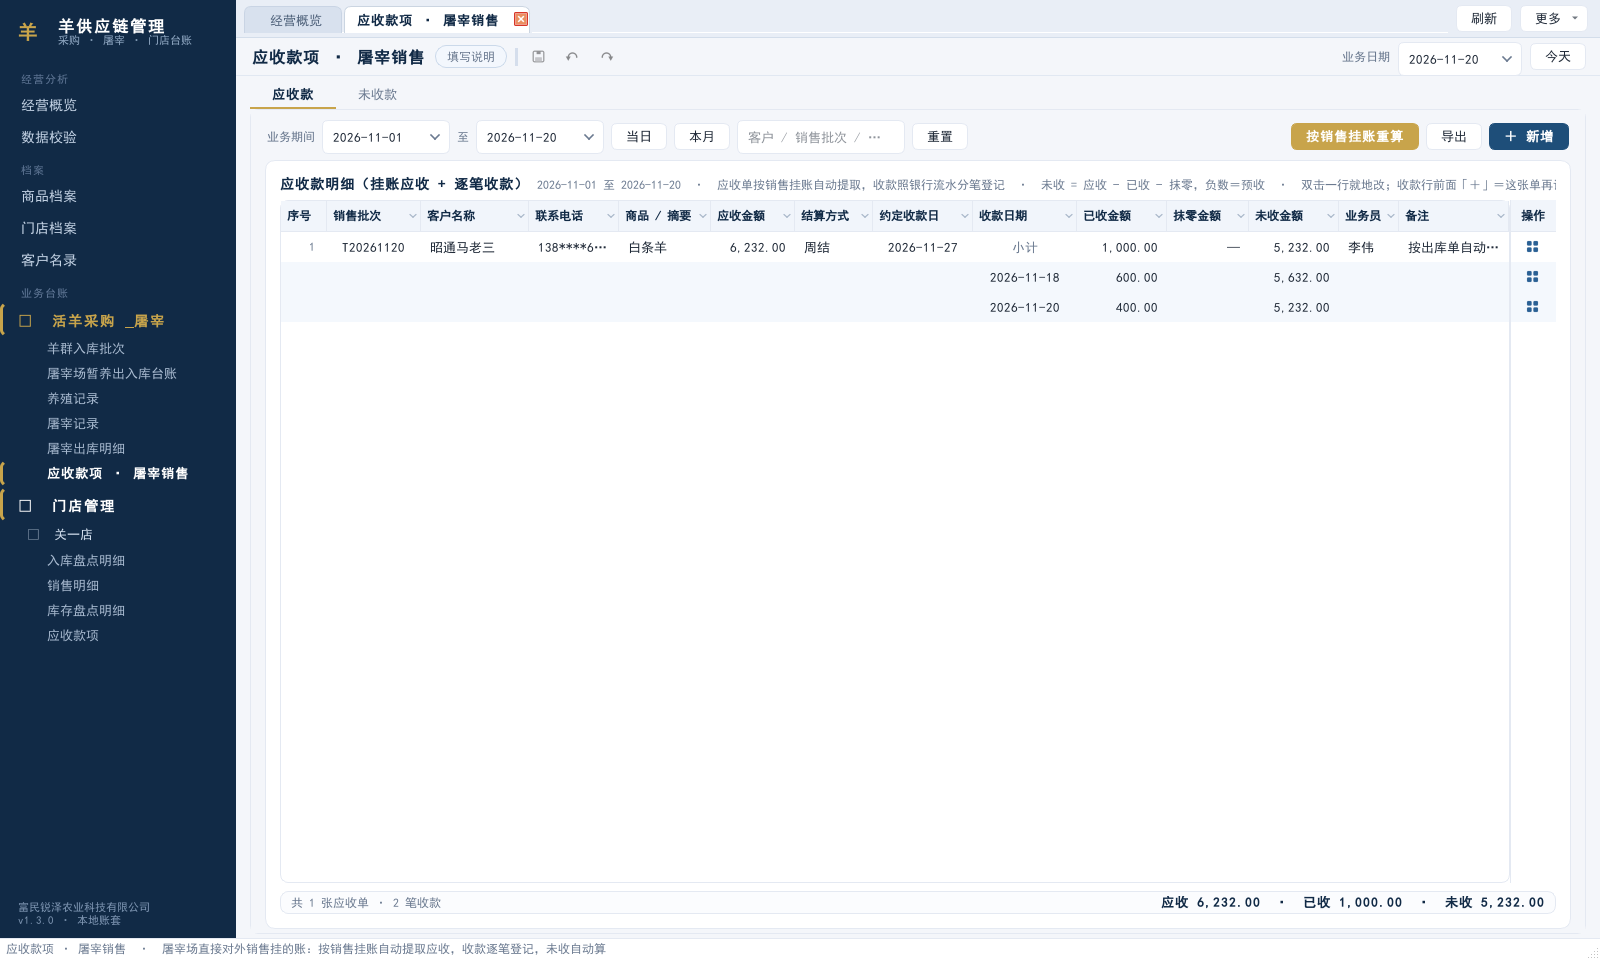 羊 羊供应链管理
采购 · 屠宰 · 门店台账
经营分析
经营概览
数据校验
档案
商品档案
门店档案
客户名录
业务台账
活羊采购 _屠宰
羊群入库批次
屠宰场暂养出入库台账
养殖记录
屠宰记录
屠宰出库明细
应收款项 · 屠宰销售
门店管理
关一店
入库盘点明细
销售明细
库存盘点明细
应收款项
富民锐泽农业科技有限公司
v1.3.0 · 本地账套
经营概览 应收款项 · 屠宰销售 刷新 更多
应收款项 · 屠宰销售 填写说明 业务日期 2026-11-20 今天
应收款 未收款
业务期间 2026-11-01 至 2026-11-20 当日 本月 客户 / 销售批次 / … 重置 按销售挂账重算 导出 + 新增
应收款明细（挂账应收 + 逐笔收款） 2026-11-01 至 2026-11-20 · 应收单按销售挂账自动提取，收款照银行流水分笔登记 · 未收 = 应收 - 已收 - 抹零，负数＝预收 · 双击一行就地改；收款行前面「＋」＝这张单再
序号 销售批次 客户名称 联系电话 商品 / 摘要 应收金额 结算方式 约定收款日 收款日期 已收金额 抹零金额 未收金额 业务员 备注 操作
1 T20261120 昭通马老三 138****6… 白条羊 6,232.00 周结 2026-11-27 小计 1,000.00 — 5,232.00 李伟 按出库单自动…
2026-11-18 600.00 5,632.00
2026-11-20 400.00 5,232.00
共 1 张应收单 · 2 笔收款 应收 6,232.00 · 已收 1,000.00 · 未收 5,232.00
应收款项 · 屠宰销售 · 屠宰场直接对外销售挂的账：按销售挂账自动提取应收，收款逐笔登记，未收自动算